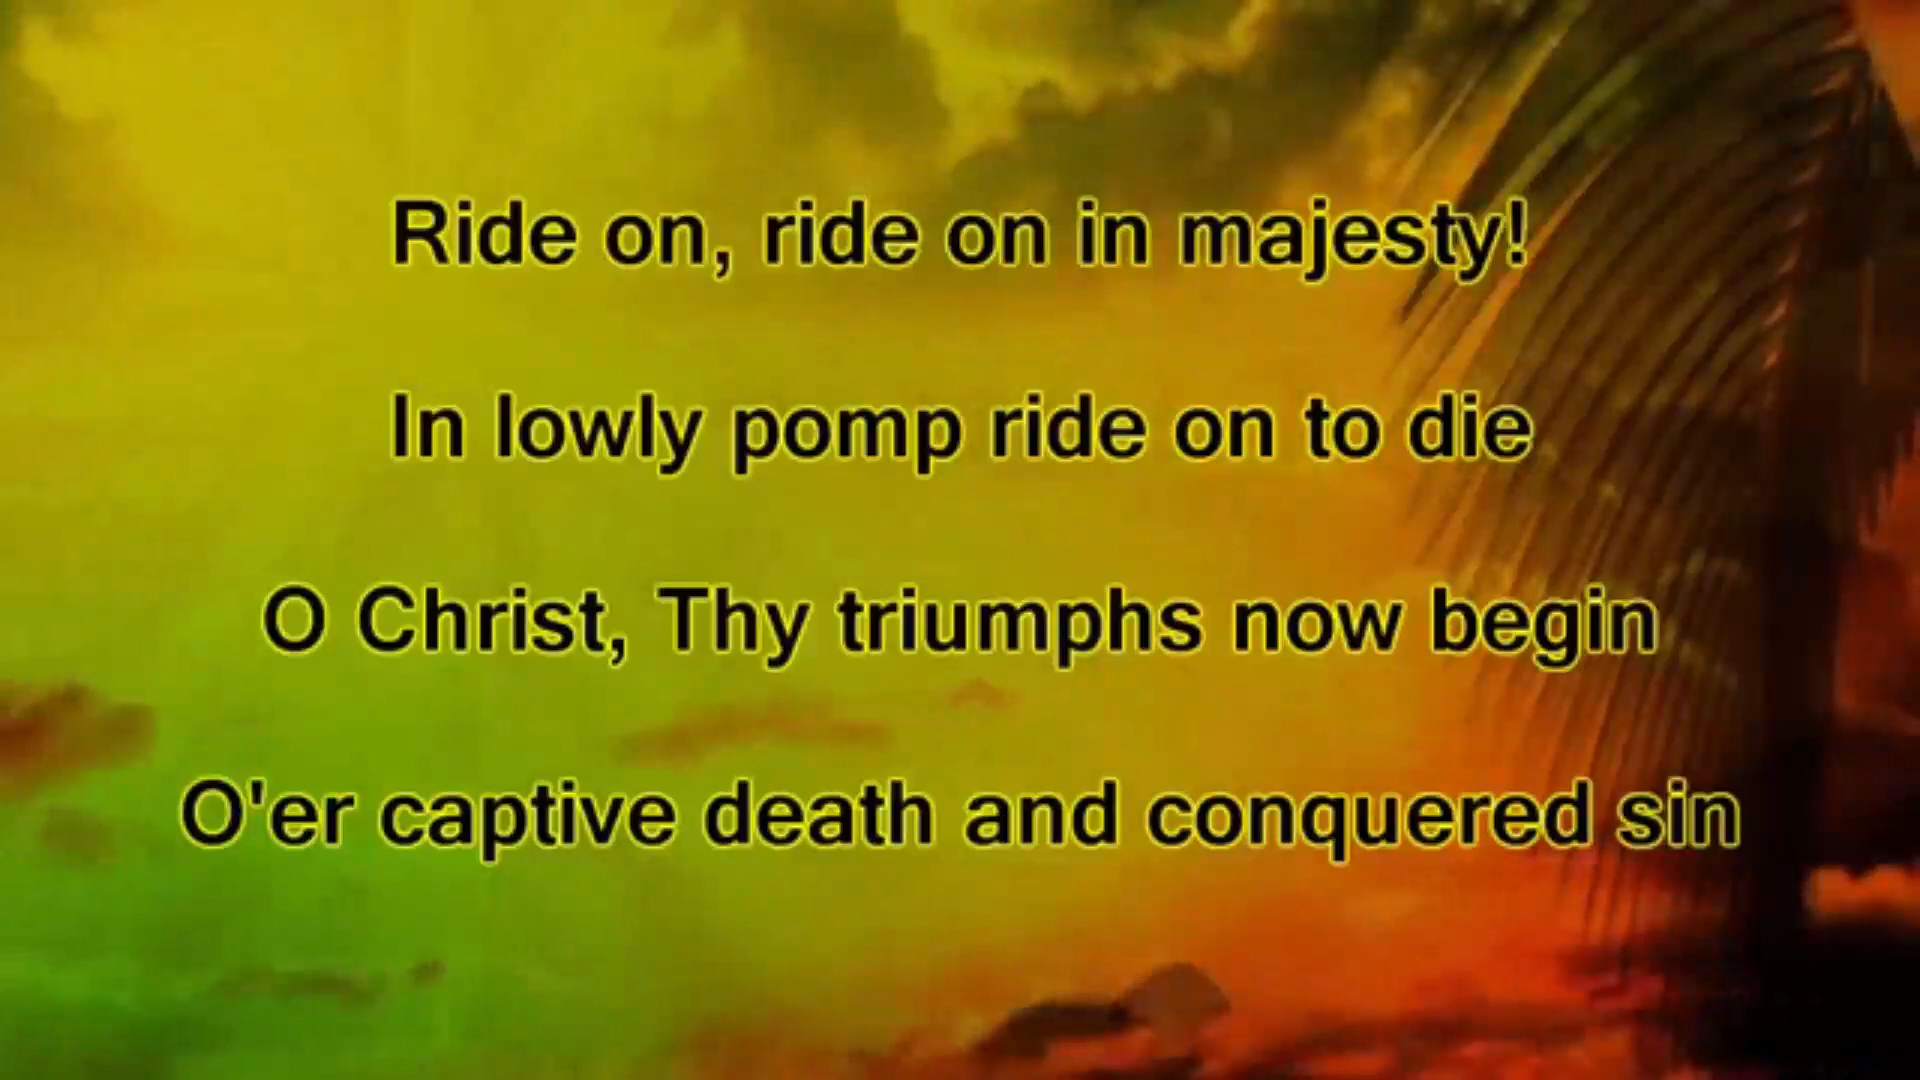 Ride on, ride on in majesty!
In lowly pomp ride on to die
O Christ, Thy triumphs now begin
O'er captive death and conquered sin